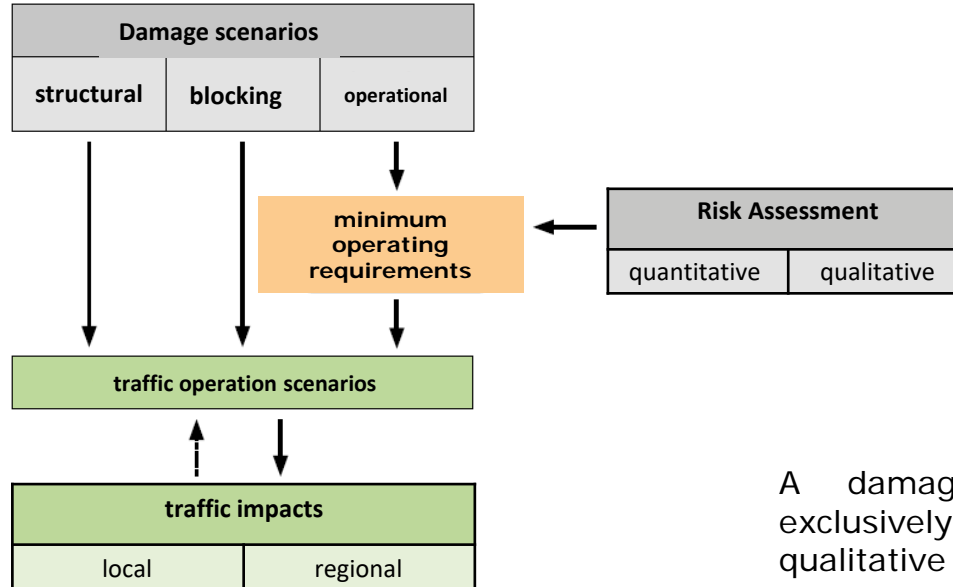 Damage scenarios
structural
blocking
operational
minimum
operating
requirements
Risk Assessment
quantitative
qualitative
traffic operation scenarios
traffic impacts
local
regional
A
exclusively
qualitative